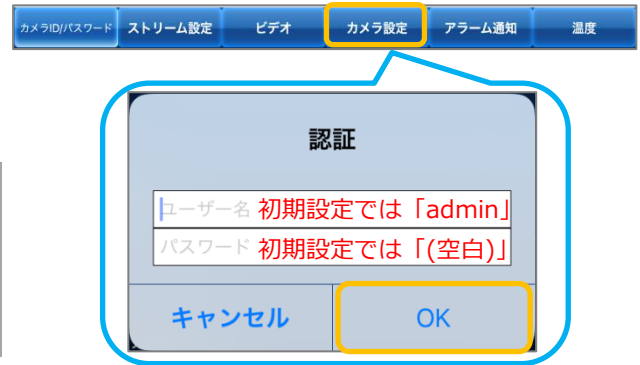 カメラID/パスワード ストリーム設定 ビデオ カメラ設定 アラーム通知 温度
認証
ユーザー名 初期設定では「admin」
パスワード 初期設定では「(空白)」
キャンセル OK